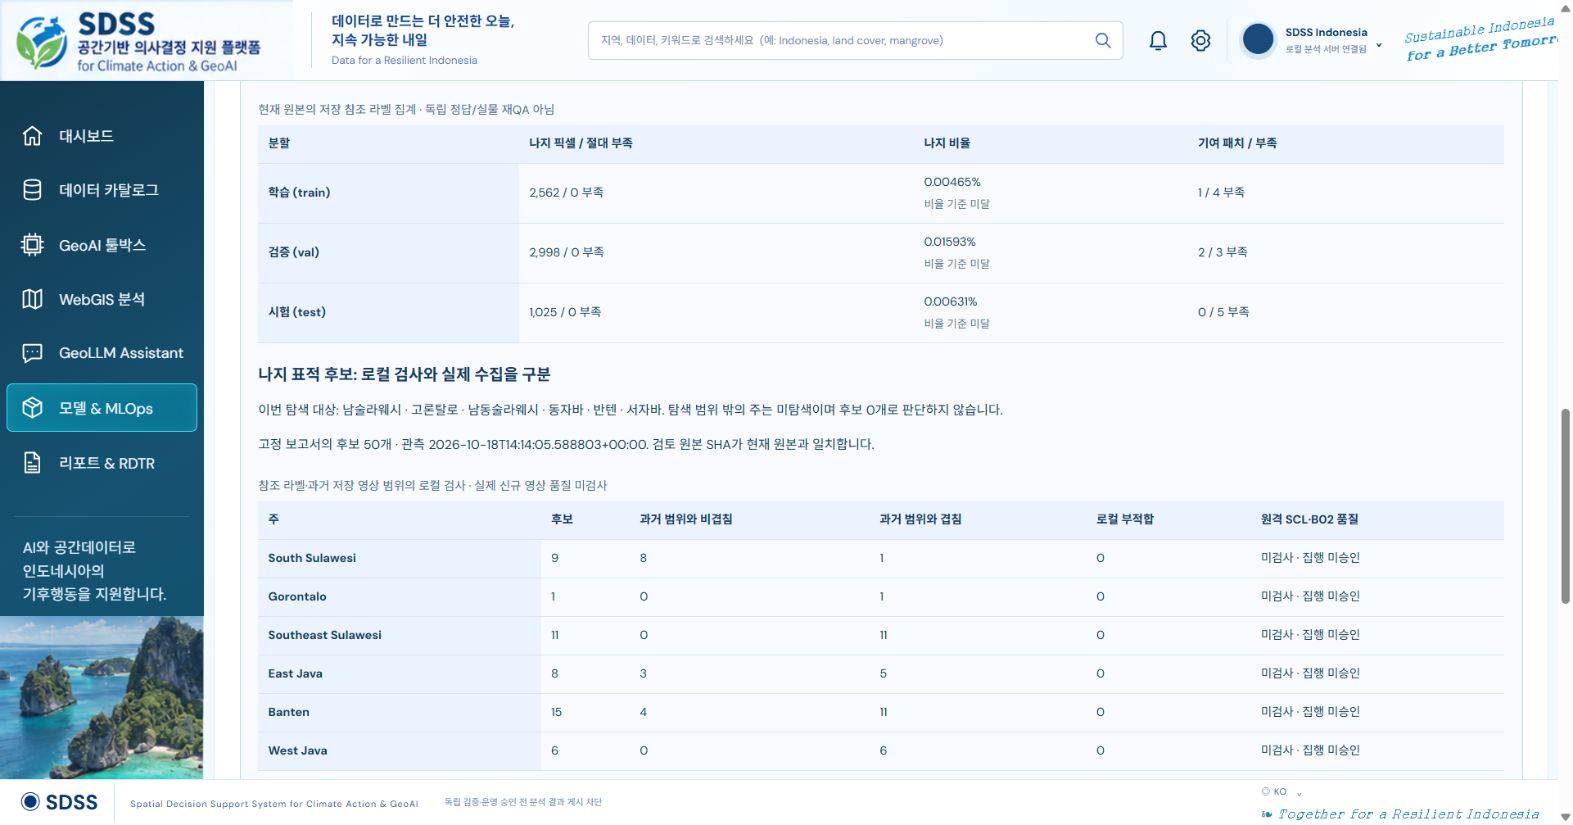 SDSS
공간기반 의사결정 지원 플랫폼
for Climate Action & GeoAI
데이터로 만드는 더 안전한 오늘,
지속 가능한 내일
Data for a Resilient Indonesia
지역, 데이터, 키워드로 검색하세요 (예: Indonesia, land cover, mangrove)
SDSS Indonesia
로컬 분석 서버 연결됨
Sustainable Indonesia
for a Better Tomorr
대시보드
데이터 카탈로그
GeoAI 툴박스
WebGIS 분석
GeoLLM Assistant
모델 & MLOps
리포트 & RDTR
AI와 공간데이터로
인도네시아의
기후행동을 지원합니다.
현재 원본의 저장 참조 라벨 집계 · 독립 정답/실물 재QA 아님
분할 나지 픽셀 / 절대 부족 나지 비율 기여 패치 / 부족
학습 (train) 2,562 / 0 부족 0.00465% 1 / 4 부족
비율 기준 미달
검증 (val) 2,998 / 0 부족 0.01593% 2 / 3 부족
비율 기준 미달
시험 (test) 1,025 / 0 부족 0.00631% 0 / 5 부족
비율 기준 미달
나지 표적 후보: 로컬 검사와 실제 수집을 구분
이번 탐색 대상: 남술라웨시 · 고론탈로 · 남동술라웨시 · 동자바 · 반텐 · 서자바. 탐색 범위 밖의 주는 미탐색이며 후보 0개로 판단하지 않습니다.
고정 보고서의 후보 50개 · 관측 2026-10-18T14:14:05.588803+00:00. 검토 원본 SHA가 현재 원본과 일치합니다.
참조 라벨·과거 저장 영상 범위의 로컬 검사 · 실제 신규 영상 품질 미검사
주 후보 과거 범위와 비겹침 과거 범위와 겹침 로컬 부적합 원격 SCL·B02 품질
South Sulawesi 9 8 1 0 미검사 · 집행 미승인
Gorontalo 1 0 1 0 미검사 · 집행 미승인
Southeast Sulawesi 11 0 11 0 미검사 · 집행 미승인
East Java 8 3 5 0 미검사 · 집행 미승인
Banten 15 4 11 0 미검사 · 집행 미승인
West Java 6 0 6 0 미검사 · 집행 미승인
SDSS
Spatial Decision Support System for Climate Action & GeoAI
독립 검증·운영 승인 전 분석 결과 게시 차단
KO
Together for a Resilient Indonesia